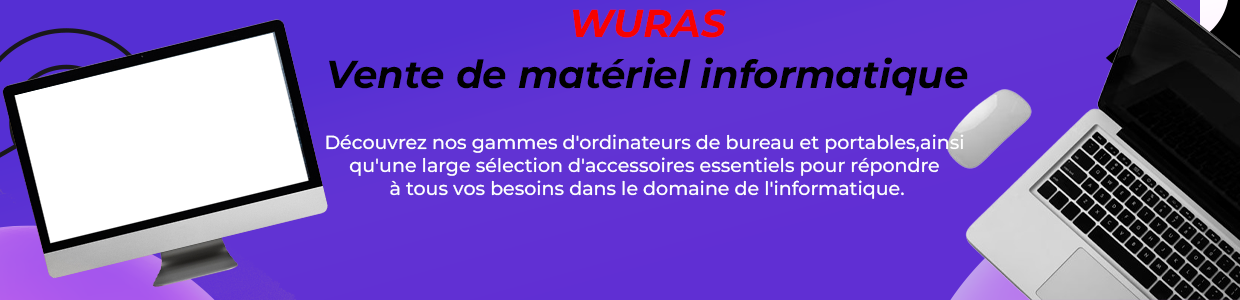 WURAS
Vente de matériel informatique
Découvrez nos gammes d'ordinateurs de bureau et portables,ainsi
qu'une large sélection d'accessoires essentiels pour répondre
à tous vos besoins dans le domaine de l'informatique.